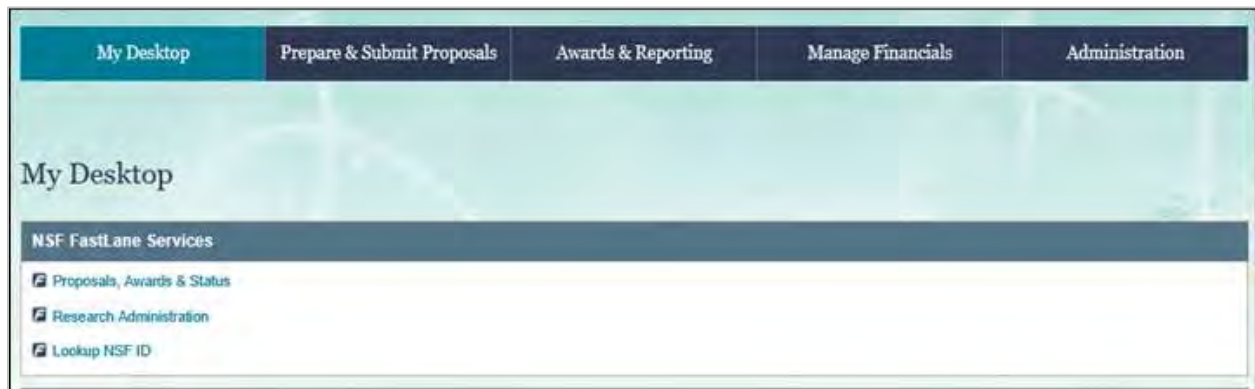 My Desktop Prepare & Submit Proposals Awards & Reporting Manage Financials Administration
My Desktop
NSF FastLane Services
Proposals, Awards & Status
Research Administration
Lookup NSF ID